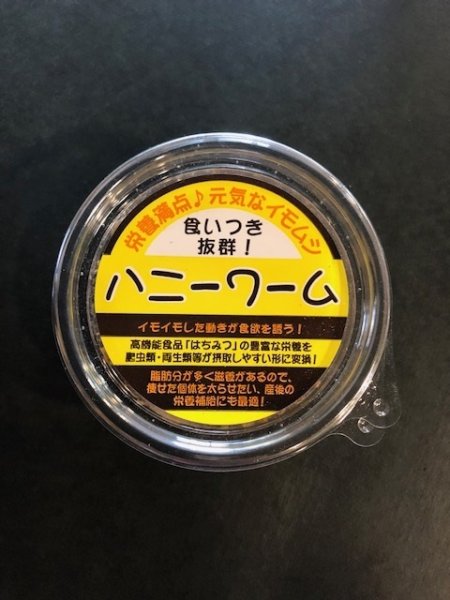 栄養満点♪元気なイモムシ
食いつき
抜群！
ハニーワーム
イモイモした動きが食欲を誘う！
高機能食品「はちみつ」の豊富な栄養を
爬虫類・両生類等が摂取しやすい形に変換！
脂肪分が多く滋養があるので、
痩せた個体を太らせたい、産後の
栄養補給にも最適！